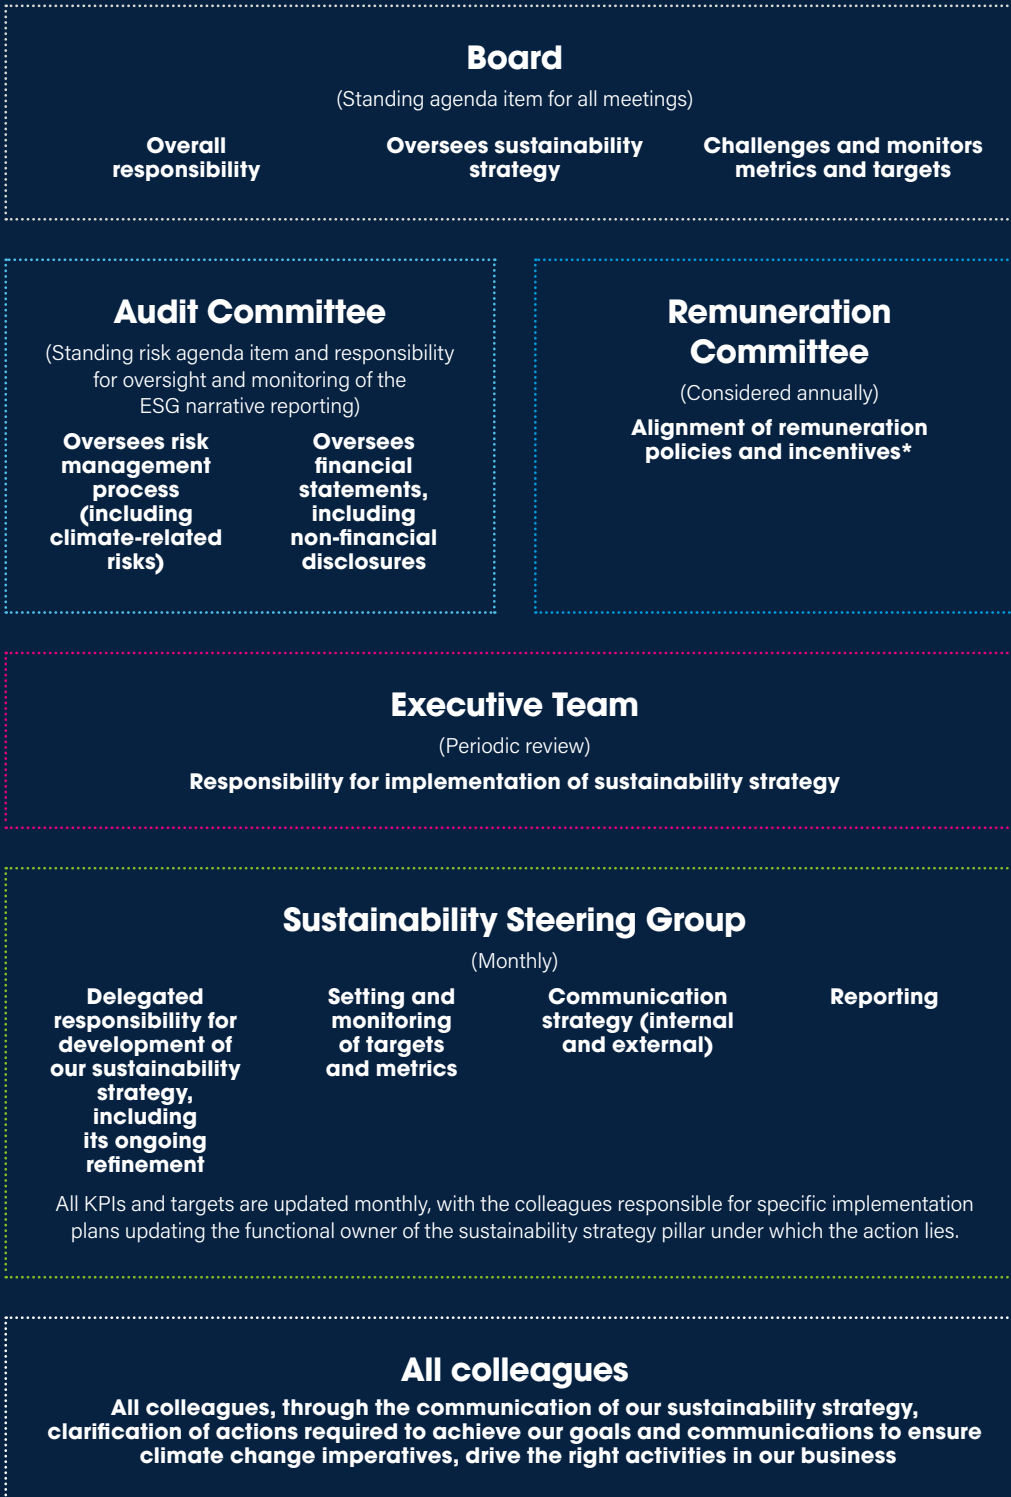 Board
(Standing agenda item for all meetings)
Overall
responsibility
Oversees sustainability
strategy
Challenges and monitors
metrics and targets
Audit Committee
(Standing risk agenda item and responsibility
for oversight and monitoring of the
ESG narrative reporting)
Oversees risk
management
process
(including
climate-related
risks)
Oversees
financial
statements,
including
non-financial
disclosures
Remuneration
Committee
(Considered annually)
Alignment of remuneration
policies and incentives*
Executive Team
(Periodic review)
Responsibility for implementation of sustainability strategy
Sustainability Steering Group
(Monthly)
Delegated
responsibility for
development of
our sustainability
strategy,
including
its ongoing
refinement
Setting and
monitoring
of targets
and metrics
Communication
strategy (internal
and external)
Reporting
All KPIs and targets are updated monthly, with the colleagues responsible for specific implementation
plans updating the functional owner of the sustainability strategy pillar under which the action lies.
All colleagues
All colleagues, through the communication of our sustainability strategy,
clarification of actions required to achieve our goals and communications to ensure
climate change imperatives, drive the right activities in our business